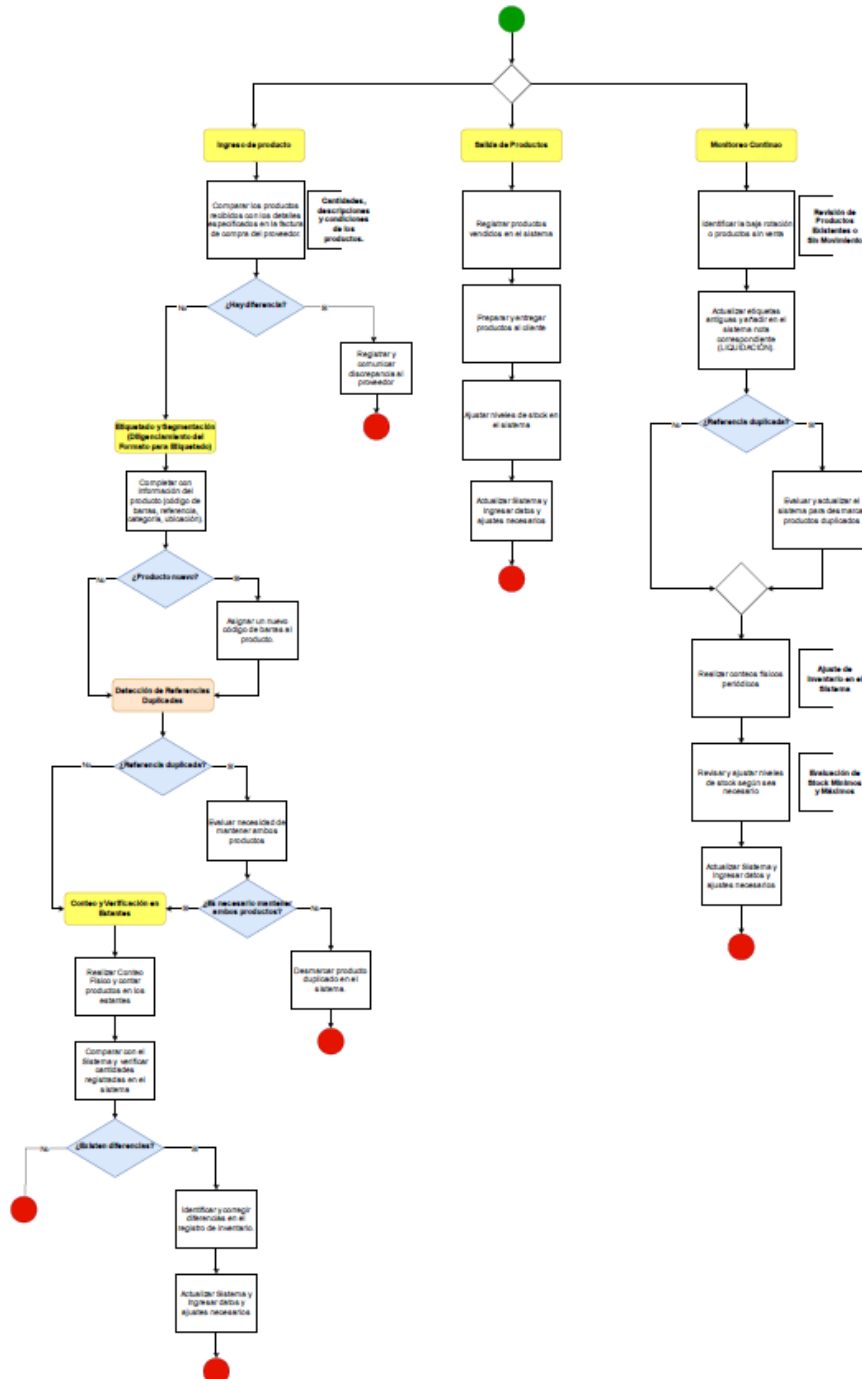 Ingreso de producto
Salida de Productos
Monitoreo Continuo
Comparar los productos
recibidos con los detalles
especificados en la factura
de compra del proveedor.
Cantidades,
descripciones
y condiciones
de los
productos.
Registrar productos
vendidos en el sistema
Identificar la baja rotación
o productos sin venta
Revisión de
Productos
Existentes o
Sin Movimiento
¿Hay diferencia?
No
SI
Registrar y
comunicar
discrepancia al
proveedor
Preparar y entregar
productos al cliente
Actualizar etiquetas
antiguas y añadir en el
sistema nota
correspondiente
(LIQUIDACIÓN).
Etiquetado y Segmentación
(Diligenciamiento del
Formato para Etiquetado)
Ajustar niveles de stock en
el sistema
¿Referencia duplicada?
No
SI
Completar con
información del
producto (código de
barras, referencia,
categoría, ubicación).
Actualizar Sistema y
Ingresar datos y
ajustes necesarios
Evaluar y actualizar el
sistema para desmarcar
productos duplicados
¿Producto nuevo?
No
SI
Asignar un nuevo
código de barras al
producto.
Detección de Referencias
Duplicadas
Realizar conteos físicos
periódicos
Ajuste de
Inventario en el
Sistema
¿Referencia duplicada?
No
SI
Evaluar necesidad de
mantener ambos
productos
Revisar y ajustar niveles
de stock según sea
necesario
Evaluación de
Stock Mínimos
y Máximos
Conteo y Verificación en
Estantes
SI
¿Es necesario mantener
ambos productos?
No
Actualizar Sistema y
Ingresar datos y
ajustes necesarios
Realizar Conteo
Físico y contar
productos en los
estantes
Desmarcar producto
duplicado en el
sistema.
Comparar con el
Sistema y verificar
cantidades
registradas en el
sistema
¿Existen diferencias?
No
SI
Identificar y corregir
diferencias en el
registro de inventario.
Actualizar Sistema y
Ingresar datos y
ajustes necesarios